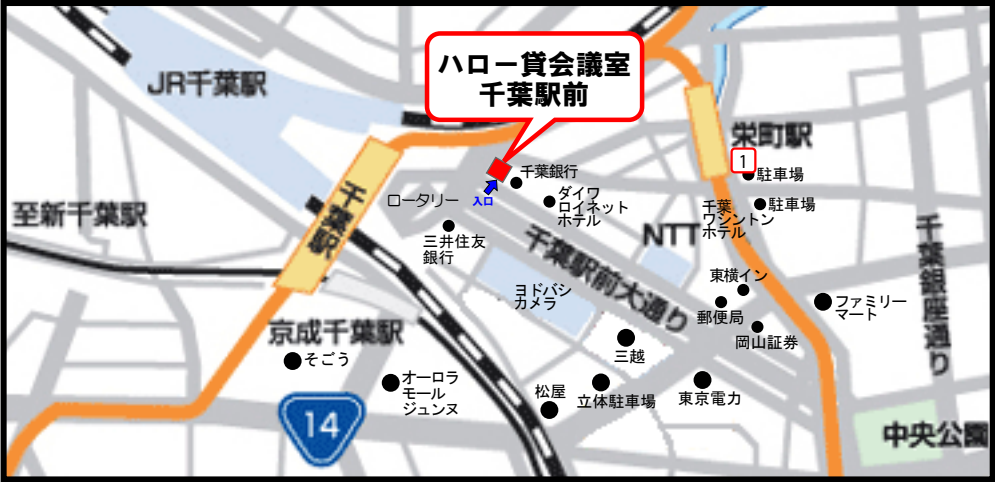 ハロー貸会議室
千葉駅前
JR千葉駅
栄町駅
1
駐車場
千葉銀行
ダイワ
ロイネット
ホテル
ロータリー
入口
千葉駅
至新千葉駅
駐車場
千葉
ワシントン
ホテル
三井住友
銀行
千葉駅前大通り
NTT
千葉銀座通り
ヨドバシ
カメラ
東横イン
郵便局
ファミリー
マート
岡山証券
京成千葉駅
そごう
三越
オーロラ
モール
ジュンヌ
松屋
立体駐車場
東京電力
14
中央公園